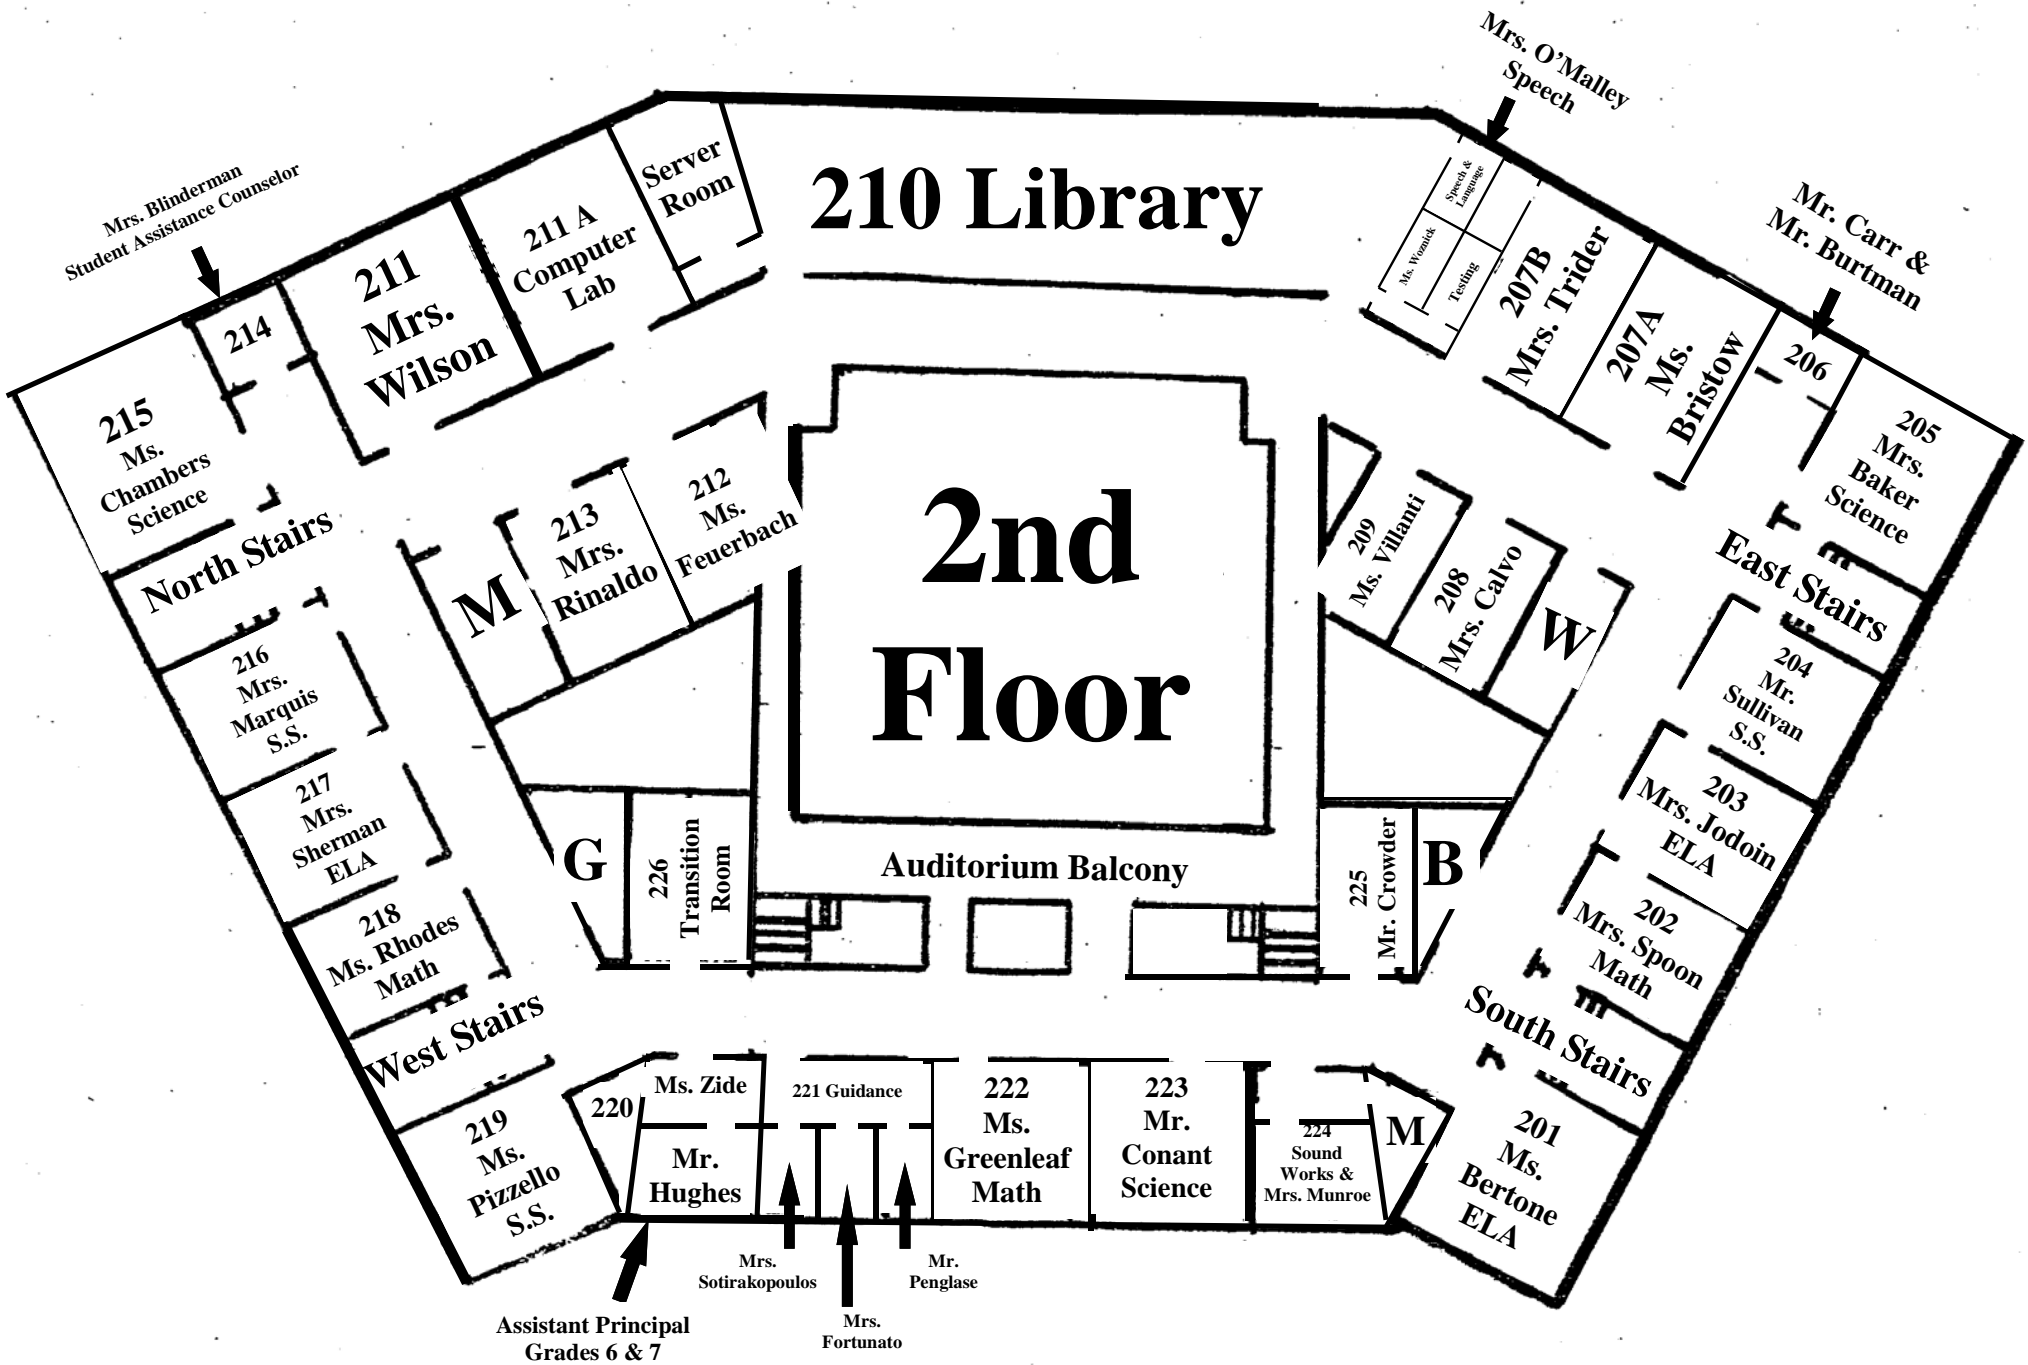 Mrs. O’Malley
Speech
Mrs. Blinderman
Student Assistance Counselor
Mr. Carr &
Mr. Burtman
Server
Room
210 Library
Speech &
Language
Ms. Woznick
Testing
207B
Mrs. Trider
207A
Ms.
Bristow
206
211 A
Computer
Lab
211
Mrs.
Wilson
214
215
Ms.
Chambers
Science
205
Mrs.
Baker
Science
North Stairs
M
213
Mrs.
Rinaldo
212
Ms.
Feuerbach
2nd
Floor
209
Ms. Villanti
208
Mrs. Calvo
W
East Stairs
216
Mrs.
Marquis
S.S.
204
Mr.
Sullivan
S.S.
217
Mrs.
Sherman
ELA
203
Mrs. Jodoin
ELA
G
226
Transition
Room
Auditorium Balcony
225
Mr. Crowder
B
218
Ms. Rhodes
Math
202
Mrs. Spoon
Math
West Stairs
South Stairs
219
Ms.
Pizzello
S.S.
220
Ms. Zide
Mr.
Hughes
221 Guidance
222
Ms.
Greenleaf
Math
223
Mr.
Conant
Science
224
Sound
Works &
Mrs. Munroe
M
201
Ms.
Bertone
ELA
Mrs.
Sotirakopoulos
Mr.
Penglase
Mrs.
Fortunato
Assistant Principal
Grades 6 & 7